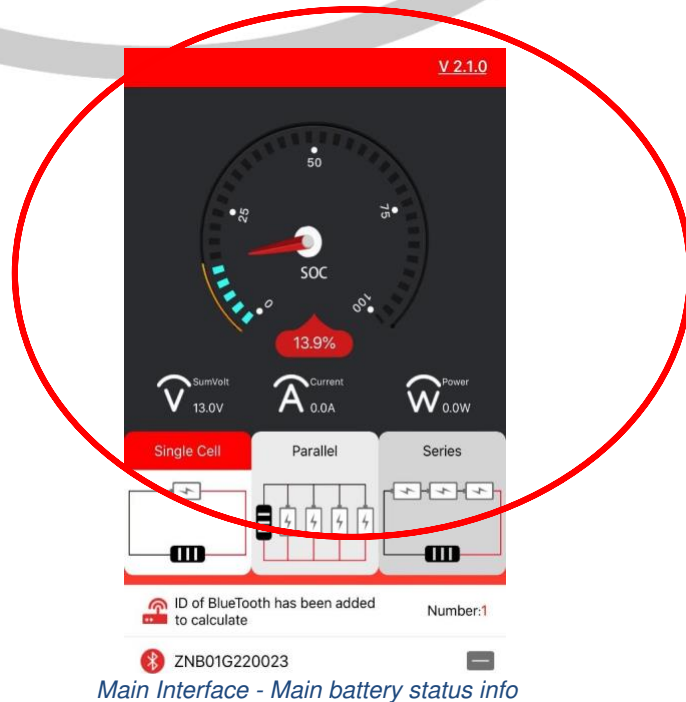 V 2.1.0
50
25
75
SOC
0
100
13.9%
SumVolt
V 13.0V
Current
A 0.0A
Power
W 0.0W
Single Cell
Parallel
Series
ID of BlueTooth has been added
to calculate
Number:1
ZNB01G220023
Main Interface - Main battery status info